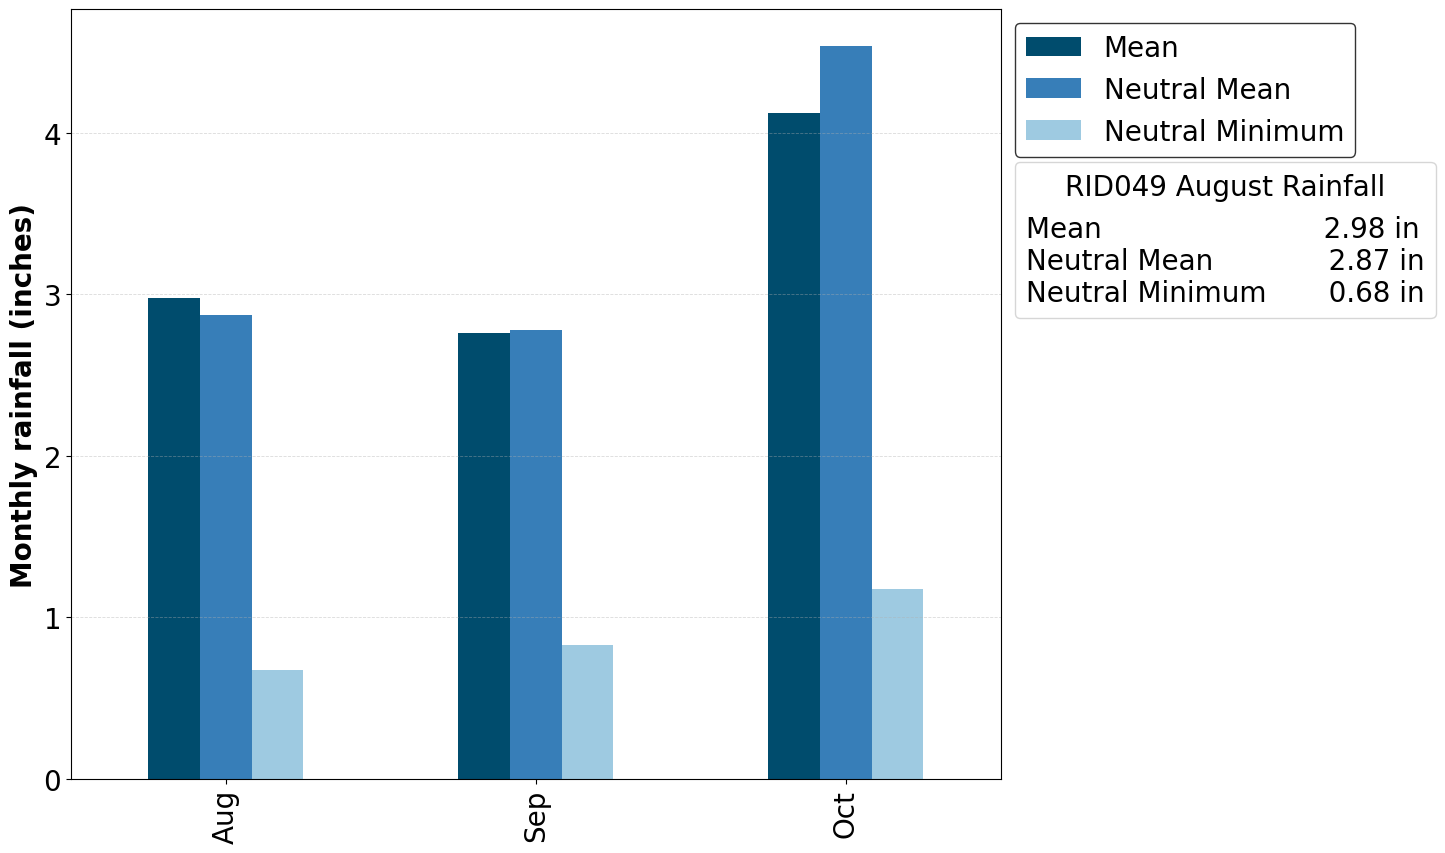 Monthly rainfall (inches)
4
3
2
1
0
Aug
Sep
Oct
Mean
Neutral Mean
Neutral Minimum
RID049 August Rainfall
Mean 2.98 in
Neutral Mean 2.87 in
Neutral Minimum 0.68 in